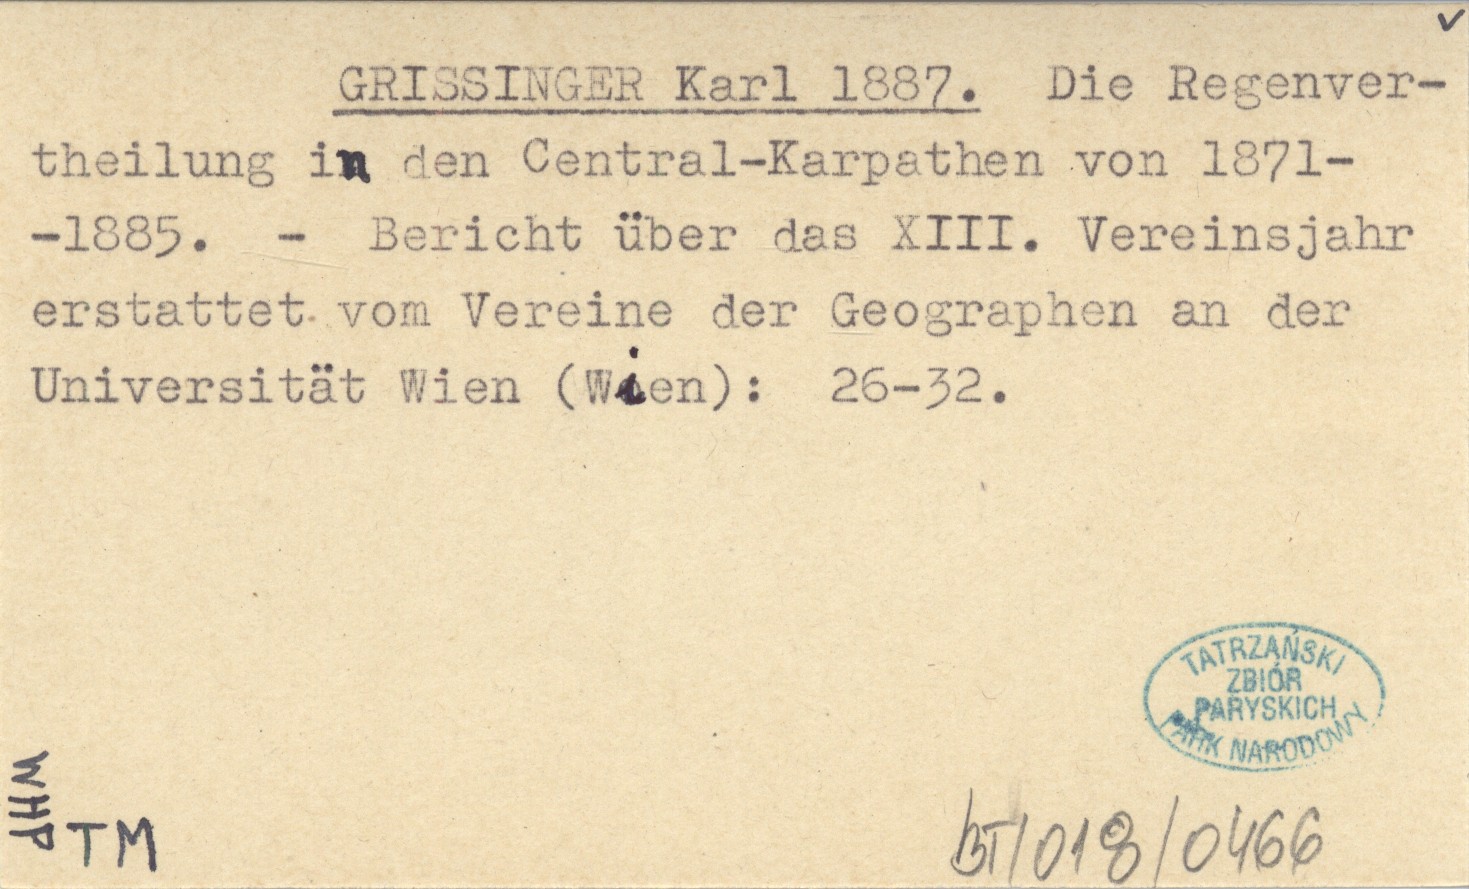 ✓
GRISSINGER Karl 1887. Die Regenver-
theilung in den Central-Karpathen von 1871-
-1885. - Bericht über das XIII. Vereinsjahr
erstattet vom Vereine der Geographen an der
Universität Wien (Wien): 26-32.
TATRZAŃSKI
ZBIÓR
PARYSKICH
PARK NARODOWY
WHP
TM
BT/018/0466